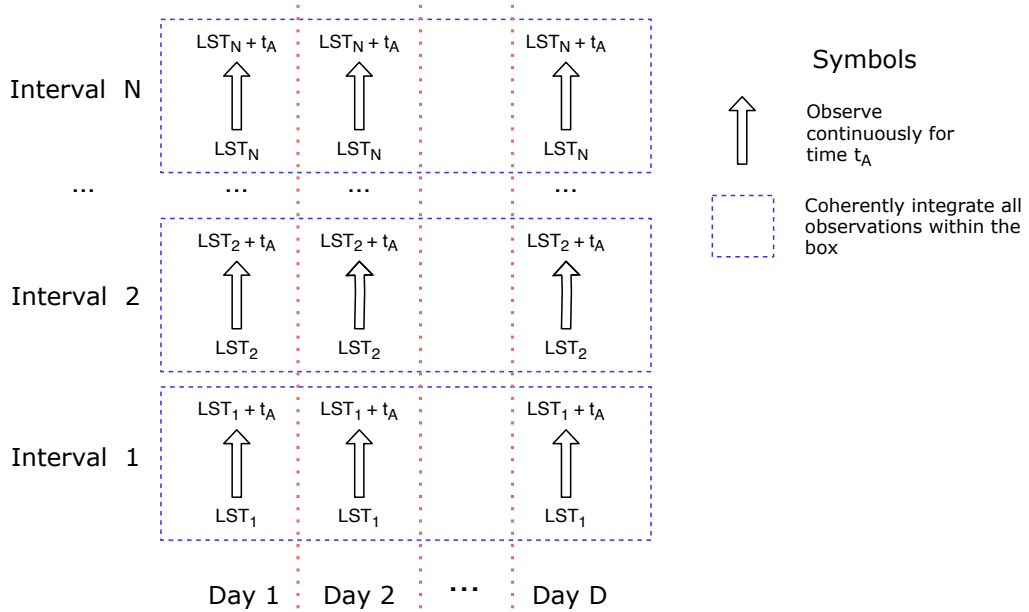 LST_N + t_A LST_N + t_A LST_N + t_A
Interval N
LST_N LST_N LST_N
... ... ... ...
LST_2 + t_A LST_2 + t_A LST_2 + t_A
Interval 2
LST_2 LST_2 LST_2
LST_1 + t_A LST_1 + t_A LST_1 + t_A
Interval 1
LST_1 LST_1 LST_1
Day 1 Day 2 ... Day D
Symbols
Observe
continuously for
time t_A
Coherently integrate all
observations within the
box